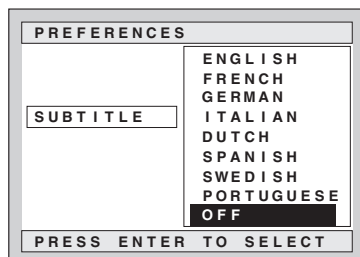 PREFERENCES
ENGLISH
FRENCH
GERMAN
SUBTITLE
ITALIAN
DUTCH
SPANISH
SWEDISH
PORTUGUESE
OFF
PRESS ENTER TO SELECT